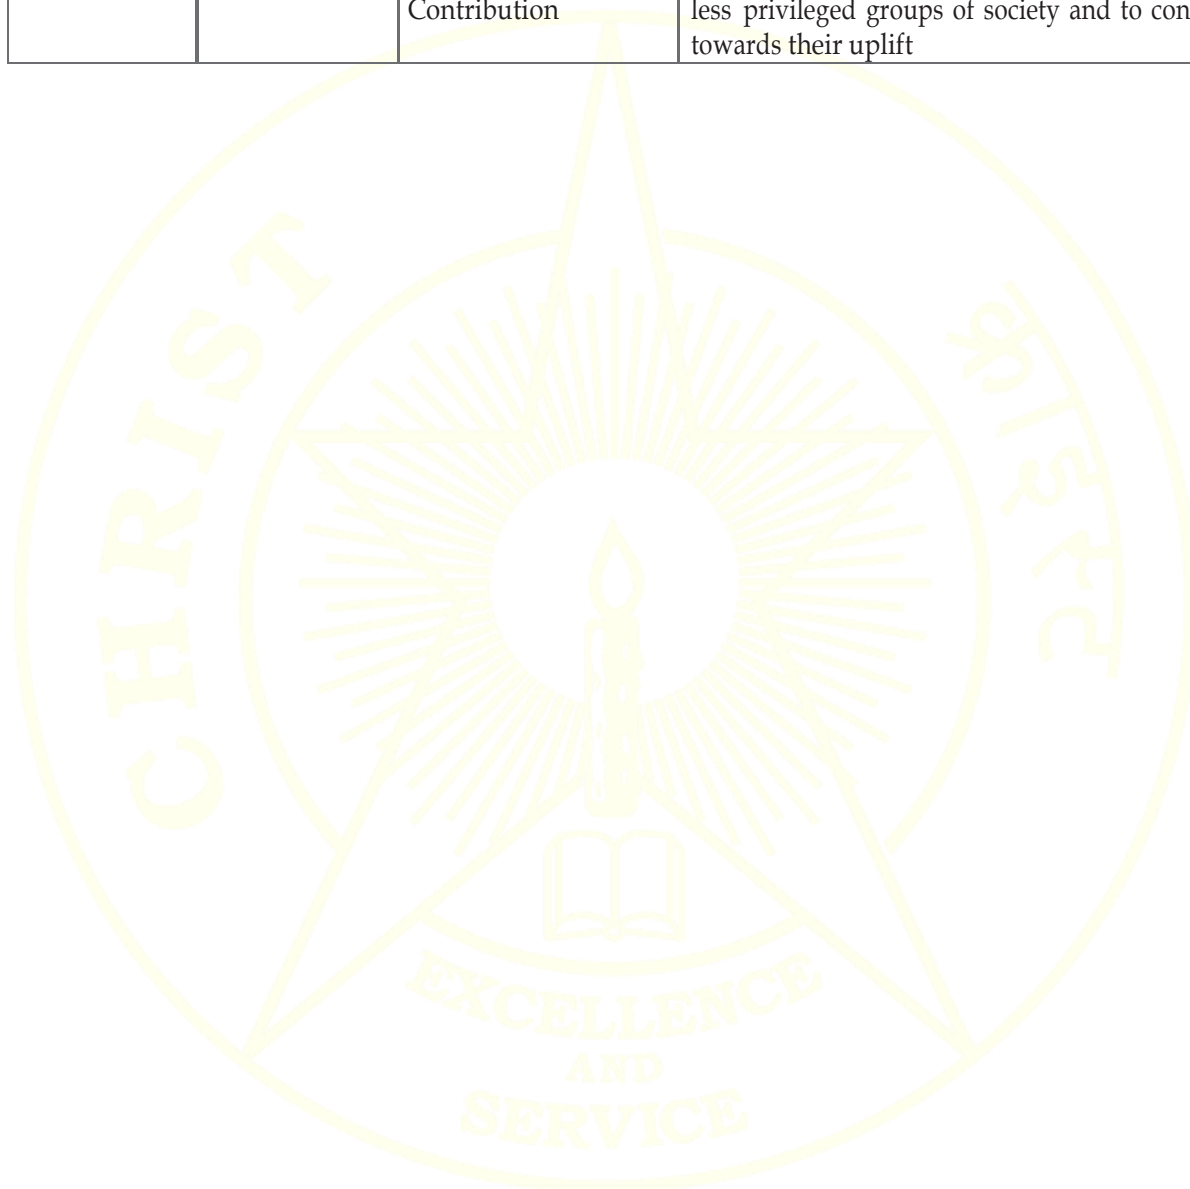 Contribution
less privileged groups of society and to con
towards their uplift
CHRIST
क्राइस्ट
EXCELLENCE
AND
SERVICE